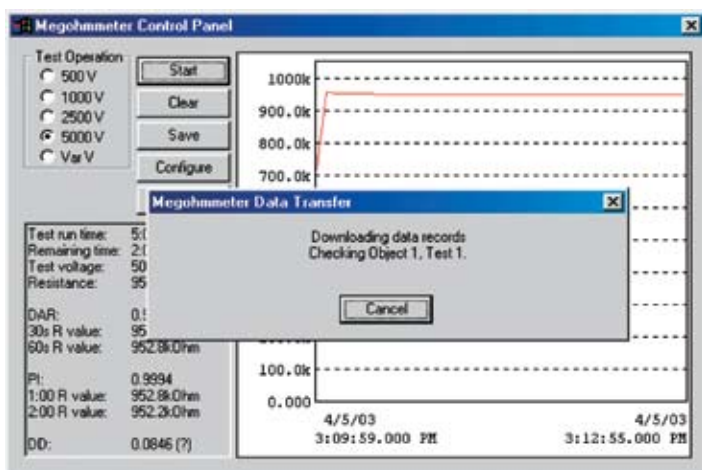 Megohmmeter Control Panel
Test Operation
500 V
1000 V
2500 V
5000 V
Var V
Start
Clear
Save
Configure
1000k
900.0k
800.0k
700.0k
Megohmmeter Data Transfer
Downloading data records
Checking Object 1, Test 1.
Cancel
Test run time:
Remaining time:
Test voltage:
Resistance:
DAR:
30s R value:
60s R value: 952.8kOhm
PI: 0.9994
1:00 R value: 952.8kOhm
2:00 R value: 952.2kOhm
DD: 0.0846 (?)
100.0k
0.000
4/5/03 4/5/03
3:09:59.000 PM 3:12:55.000 PM